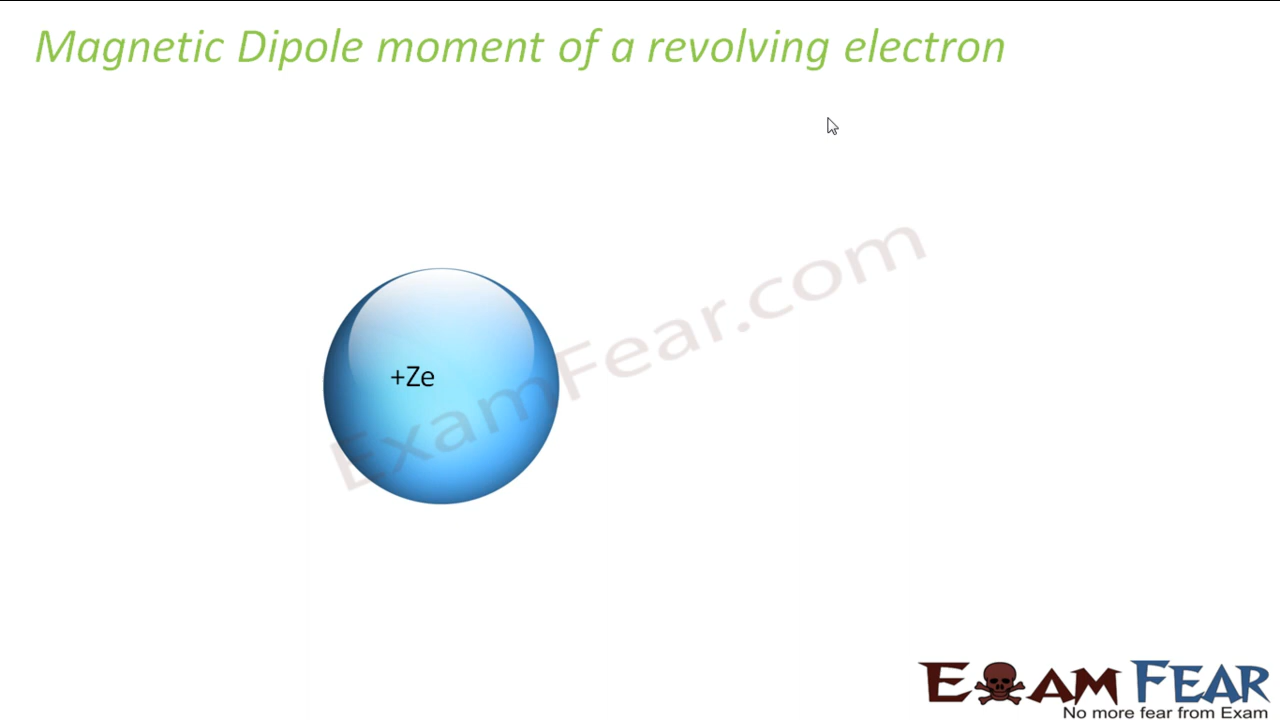 Magnetic Dipole moment of a revolving electron
ExamFear.com
+Ze
EXAM FEAR
No more fear from Exam